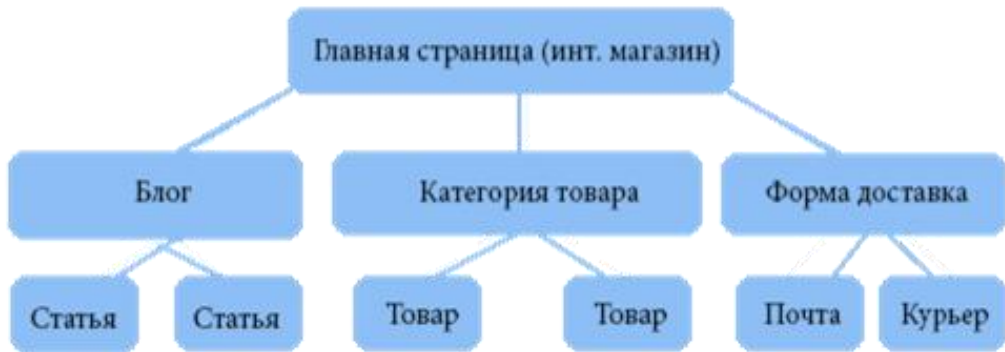 Главная страница (инт. магазин)
Блог
Категория товара
Форма доставка
Статья
Статья
Товар
Товар
Почта
Курьер